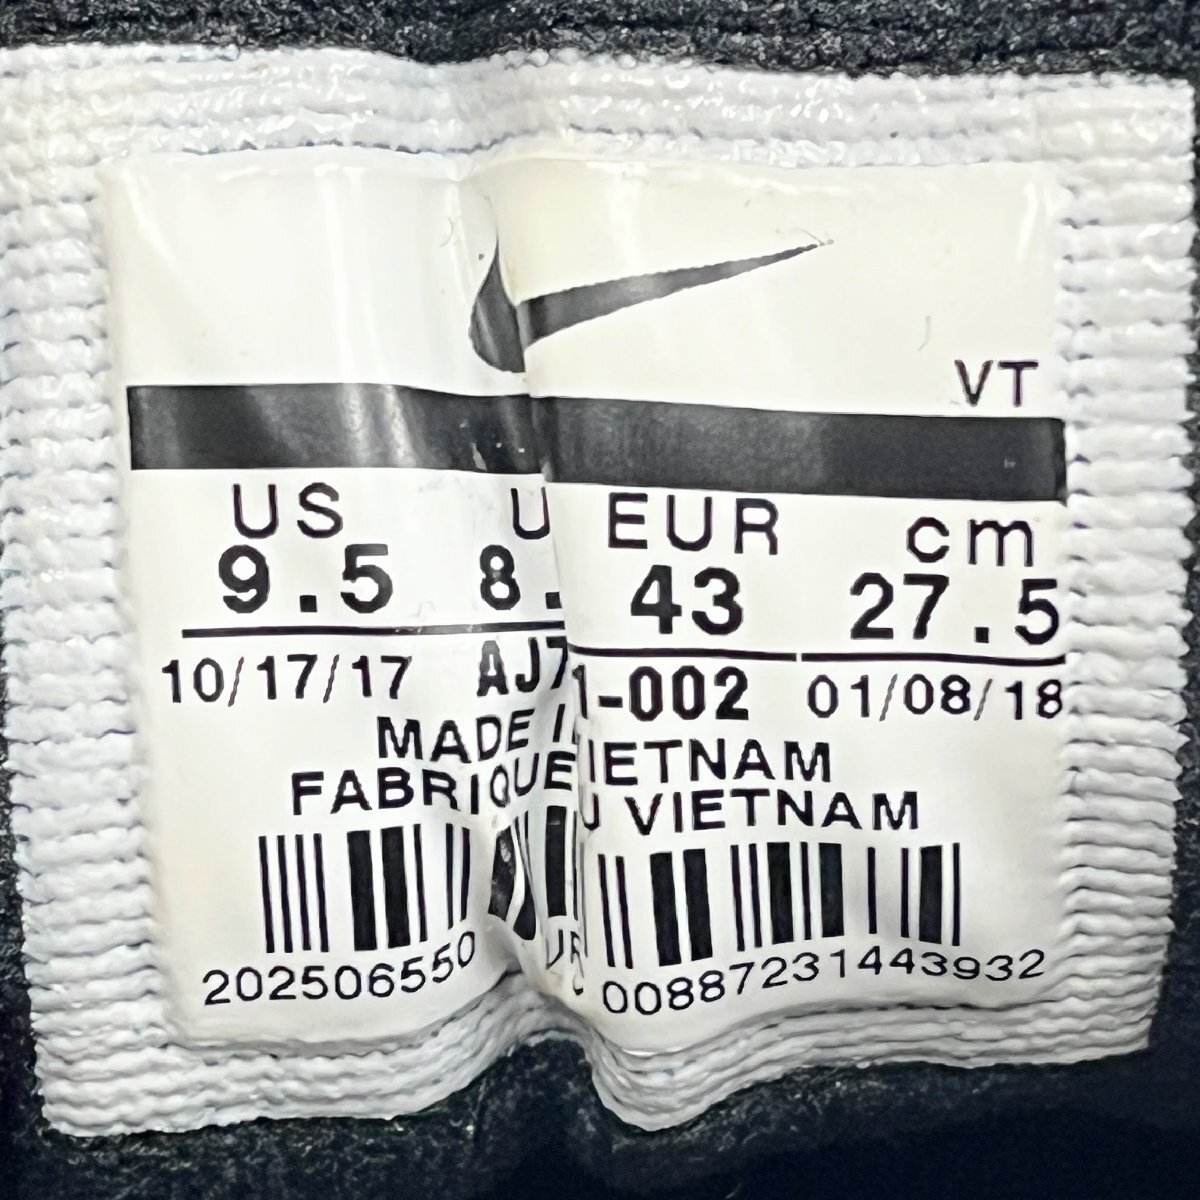 VT
US U EUR cm
9.5 8. 43 27.5
10/17/17 AJ7 1-002 01/08/18
MADE I IETNAM
FABRIQUE U VIETNAM
202506550 00887231443932